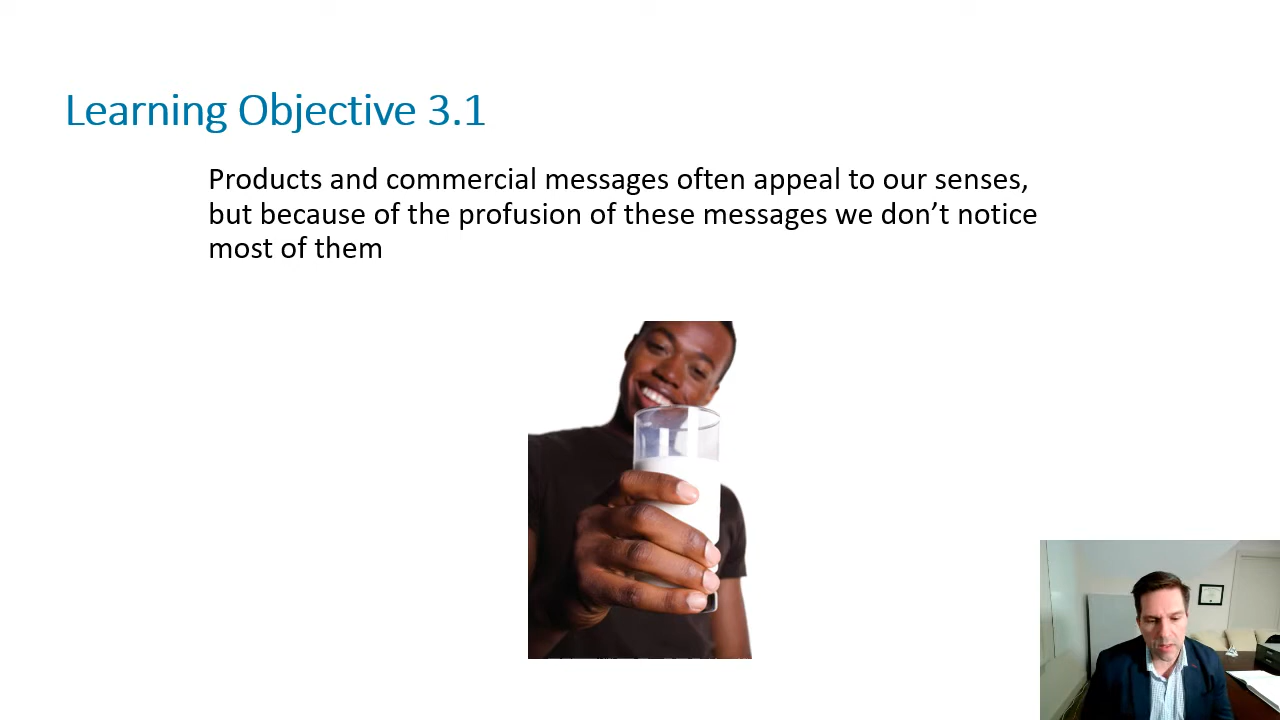 Learning Objective 3.1
Products and commercial messages often appeal to our senses,
but because of the profusion of these messages we don’t notice
most of them